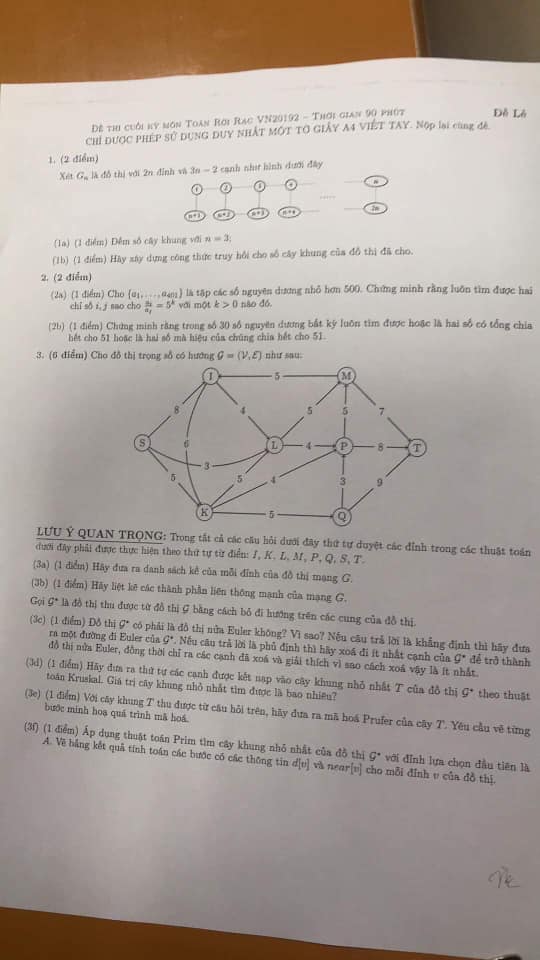 ĐỀ THI CUỐI KỲ MÔN TOÁN RỜI RẠC VN20192 – THỜI GIAN 90 PHÚT
Đề Lẻ
CHỈ ĐƯỢC PHÉP SỬ DỤNG DUY NHẤT MỘT TỜ GIẤY A4 VIẾT TAY. Nộp lại cùng đề.
1. (2 điểm)
Xét Gn là đồ thị với 2n đỉnh và 3n − 2 cạnh như hình dưới đây
1 2 3 4 n
......
n+1 n+2 n+3 n+4 2n
(1a) (1 điểm) Đếm số cây khung với n = 3;
(1b) (1 điểm) Hãy xây dựng công thức truy hồi cho số cây khung của đồ thị đã cho.
2. (2 điểm)
(2a) (1 điểm) Cho {a1, . . . , a401} là tập các số nguyên dương nhỏ hơn 500. Chứng minh rằng luôn tìm được hai
chỉ số i, j sao cho ai/aj = 5^k với một k > 0 nào đó.
(2b) (1 điểm) Chứng minh rằng trong số 30 số nguyên dương bất kỳ luôn tìm được hoặc là hai số có tổng chia
hết cho 51 hoặc là hai số mà hiệu của chúng chia hết cho 51.
3. (6 điểm) Cho đồ thị trọng số có hướng G = (V, E) như sau:
I 5 M
8 4 5 5 7
S 6 L 4 P 8 T
3
5 5 4 3 9
K 5 Q
LƯU Ý QUAN TRỌNG: Trong tất cả các câu hỏi dưới đây thứ tự duyệt các đỉnh trong các thuật toán
dưới đây phải được thực hiện theo thứ tự từ điển: I, K, L, M, P, Q, S, T.
(3a) (1 điểm) Hãy đưa ra danh sách kề của mỗi đỉnh của đồ thị mạng G.
(3b) (1 điểm) Hãy liệt kê các thành phần liên thông mạnh của mạng G.
Gọi G* là đồ thị thu được từ đồ thị G bằng cách bỏ đi hướng trên các cung của đồ thị.
(3c) (1 điểm) Đồ thị G* có phải là đồ thị nửa Euler không? Vì sao? Nếu câu trả lời là khẳng định thì hãy đưa
ra một đường đi Euler của G*. Nếu câu trả lời là phủ định thì hãy xoá đi ít nhất cạnh của G* để trở thành
đồ thị nửa Euler, đồng thời chỉ ra các cạnh đã xoá và giải thích vì sao cách xoá vậy là ít nhất.
(3d) (1 điểm) Hãy đưa ra thứ tự các cạnh được kết nạp vào cây khung nhỏ nhất T của đồ thị G* theo thuật
toán Kruskal. Giá trị cây khung nhỏ nhất tìm được là bao nhiêu?
(3e) (1 điểm) Với cây khung T thu được từ câu hỏi trên, hãy đưa ra mã hoá Prufer của cây T. Yêu cầu vẽ từng
bước minh hoạ quá trình mã hoá.
(3f) (1 điểm) Áp dụng thuật toán Prim tìm cây khung nhỏ nhất của đồ thị G* với đỉnh lựa chọn đầu tiên là
A. Vẽ bảng kết quả tính toán các bước có các thông tin d[v] và near[v] cho mỗi đỉnh v của đồ thị.